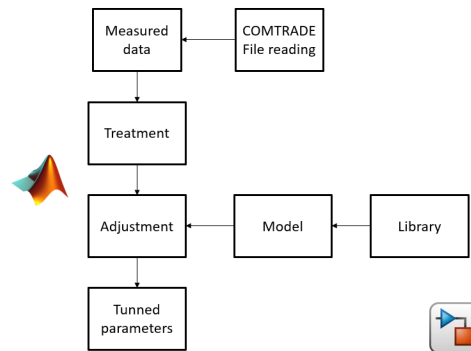 Measured
data
COMTRADE
File reading
Treatment
Adjustment
Model
Library
Tunned
parameters